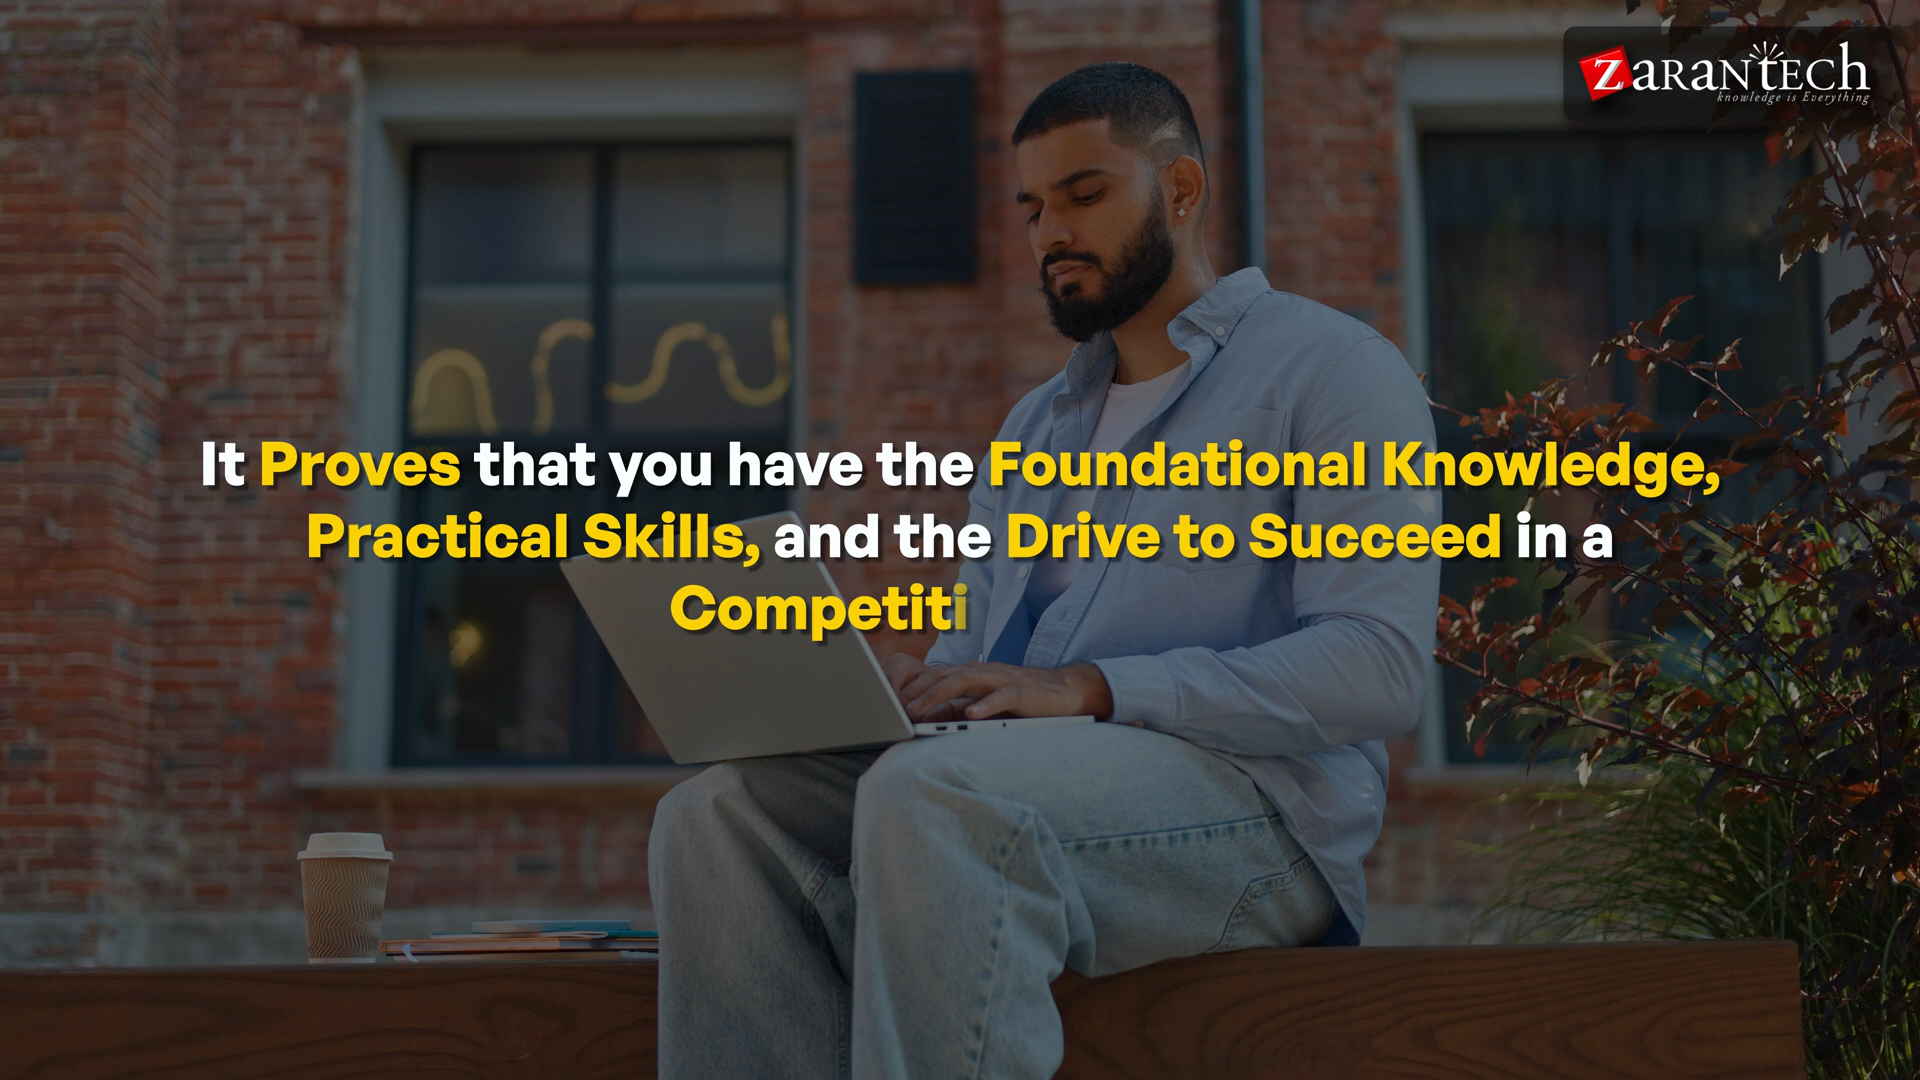 ZARANTECH
knowledge is Everything
It Proves that you have the Foundational Knowledge,
Practical Skills, and the Drive to Succeed in a
Competiti